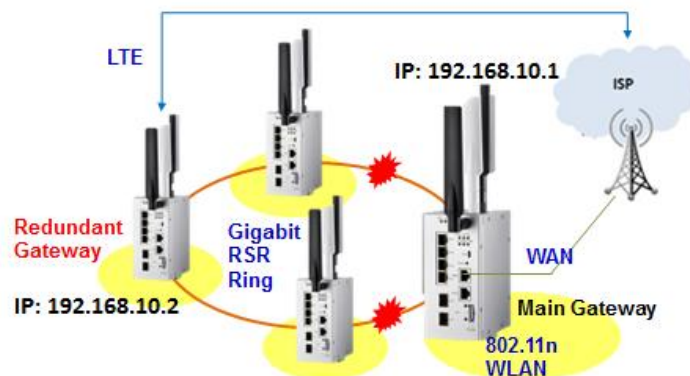 LTE
IP: 192.168.10.1
ISP
Redundant
Gateway
Gigabit
RSR
Ring
WAN
IP: 192.168.10.2
Main Gateway
802.11n
WLAN